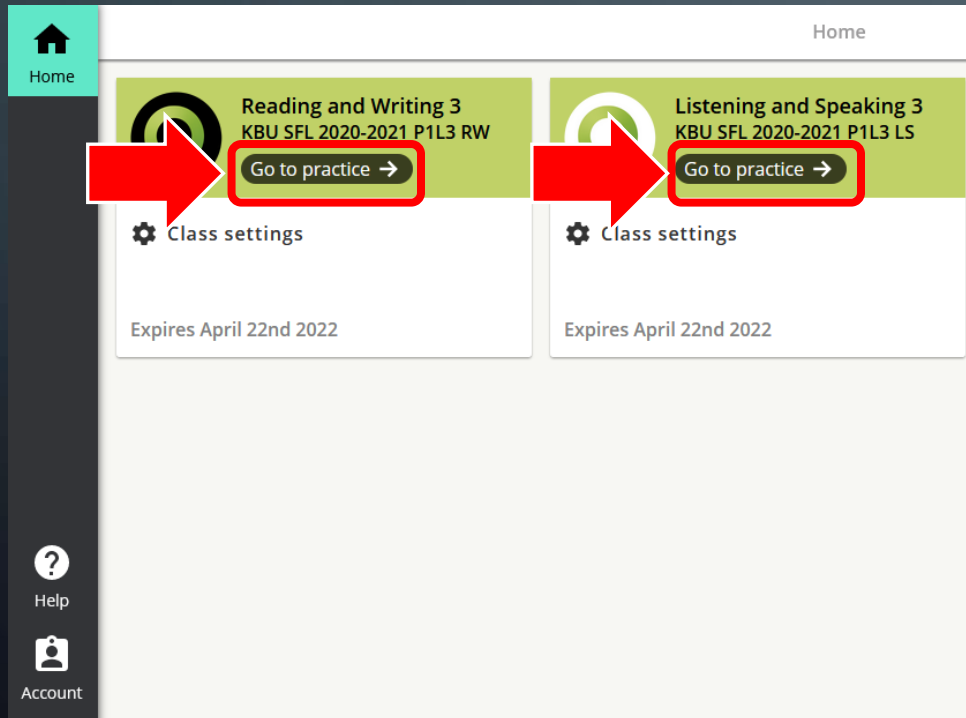 Home
Home
Reading and Writing 3
KBU SFL 2020-2021 P1L3 RW
Go to practice →
Class settings
Expires April 22nd 2022
Listening and Speaking 3
KBU SFL 2020-2021 P1L3 LS
Go to practice →
Class settings
Expires April 22nd 2022
Help
Account